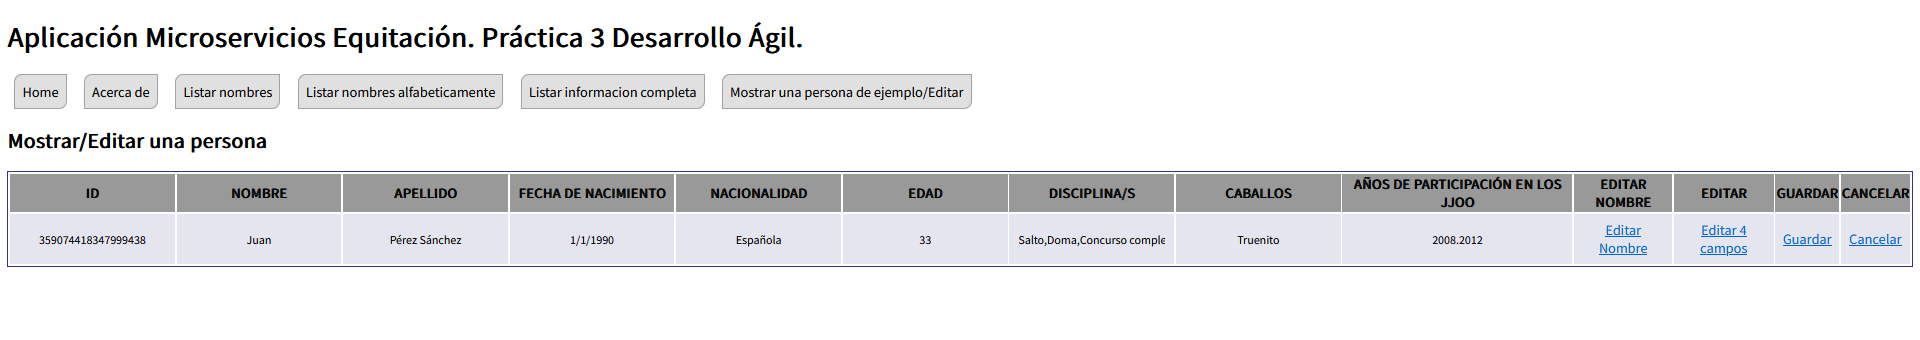 Aplicación Microservicios Equitación. Práctica 3 Desarrollo Ágil.
Home Acerca de Listar nombres Listar nombres alfabeticamente Listar informacion completa Mostrar una persona de ejemplo/Editar
Mostrar/Editar una persona
ID NOMBRE APELLIDO FECHA DE NACIMIENTO NACIONALIDAD EDAD DISCIPLINA/S CABALLOS AÑOS DE PARTICIPACIÓN EN LOS JJOO EDITAR NOMBRE EDITAR GUARDAR CANCELAR
359074418347999438 Juan Pérez Sánchez 1/1/1990 Española 33 Salto,Doma,Concurso comple Truenito 2008.2012 Editar Nombre Editar 4 campos Guardar Cancelar